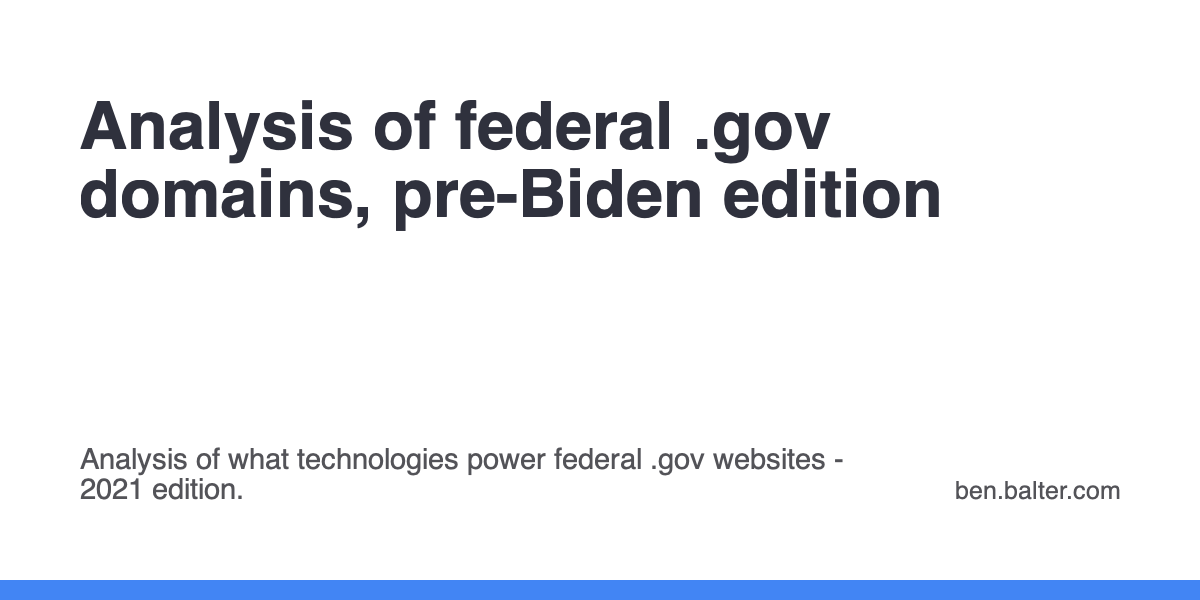 Analysis of federal .gov
domains, pre-Biden edition
Analysis of what technologies power federal .gov websites -
2021 edition.
ben.balter.com